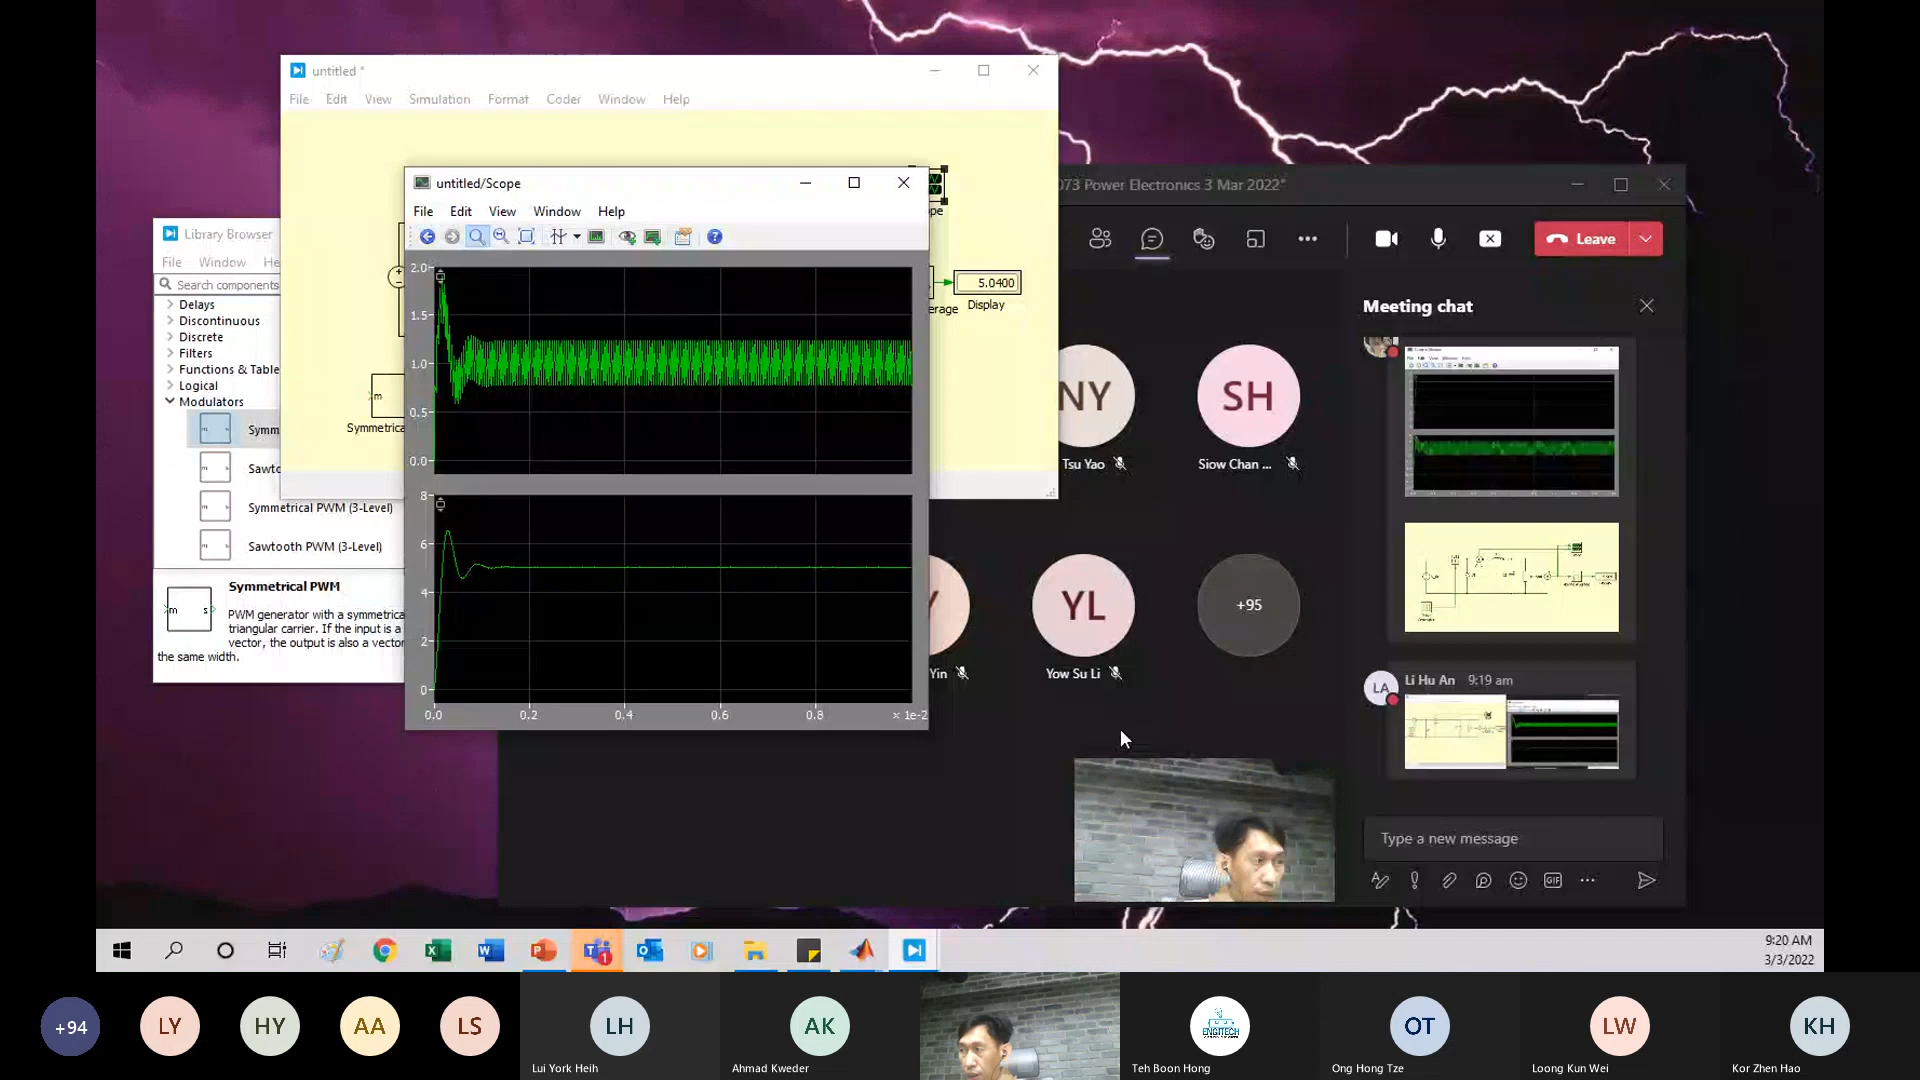 untitled *
File Edit View Simulation Format Coder Window Help
untitled/Scope
File Edit View Window Help
2.0
1.5
1.0
0.5
0.0
8
6
4
2
0
0.0 0.2 0.4 0.6 0.8 × 1e-2
5.0400
Display
erage
pe
m
Symmetrical
Library Browser
File Window He
Search components
Delays
Discontinuous
Discrete
Filters
Functions & Table
Logical
Modulators
Symm
Sawto
Symmetrical PWM (3-Level)
Sawtooth PWM (3-Level)
m s
Symmetrical PWM
PWM generator with a symmetrica
triangular carrier. If the input is a
vector, the output is also a vecto
the same width.
073 Power Electronics 3 Mar 2022"
Leave
Meeting chat
NY
Tsu Yao
SH
Siow Chan ...
Y
Yin
YL
Yow Su Li
+95
LA
Li Hu An 9:19 am
Type a new message
GIF
9:20 AM
3/3/2022
+94
LY
HY
AA
LS
LH
Lui York Heih
AK
Ahmad Kweder
ENGITECH
Teh Boon Hong
OT
Ong Hong Tze
LW
Loong Kun Wei
KH
Kor Zhen Hao